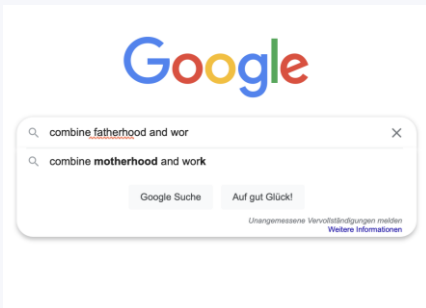 Google
combine fatherhood and wor
combine motherhood and work
Google Suche Auf gut Glück!
Unangemessene Vervollständigungen melden
Weitere Informationen